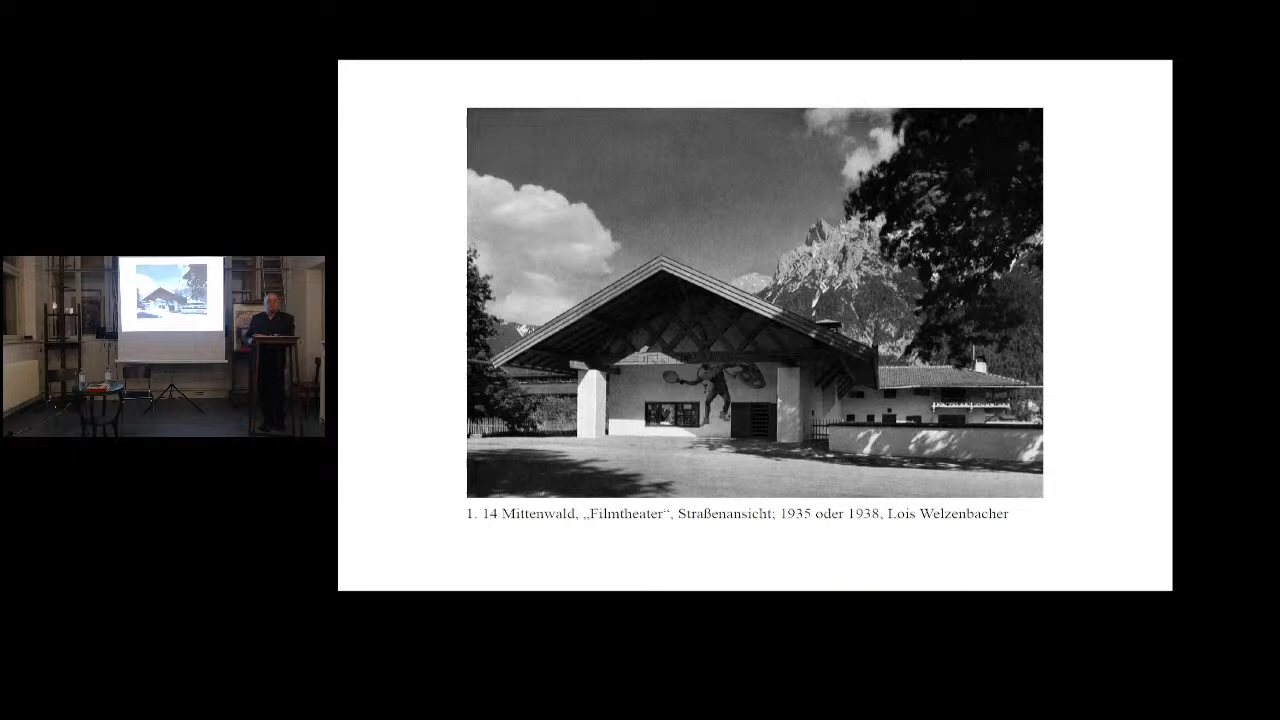 1. 14 Mittenwald, „Filmtheater“, Straßenansicht; 1935 oder 1938, Lois Welzenbacher